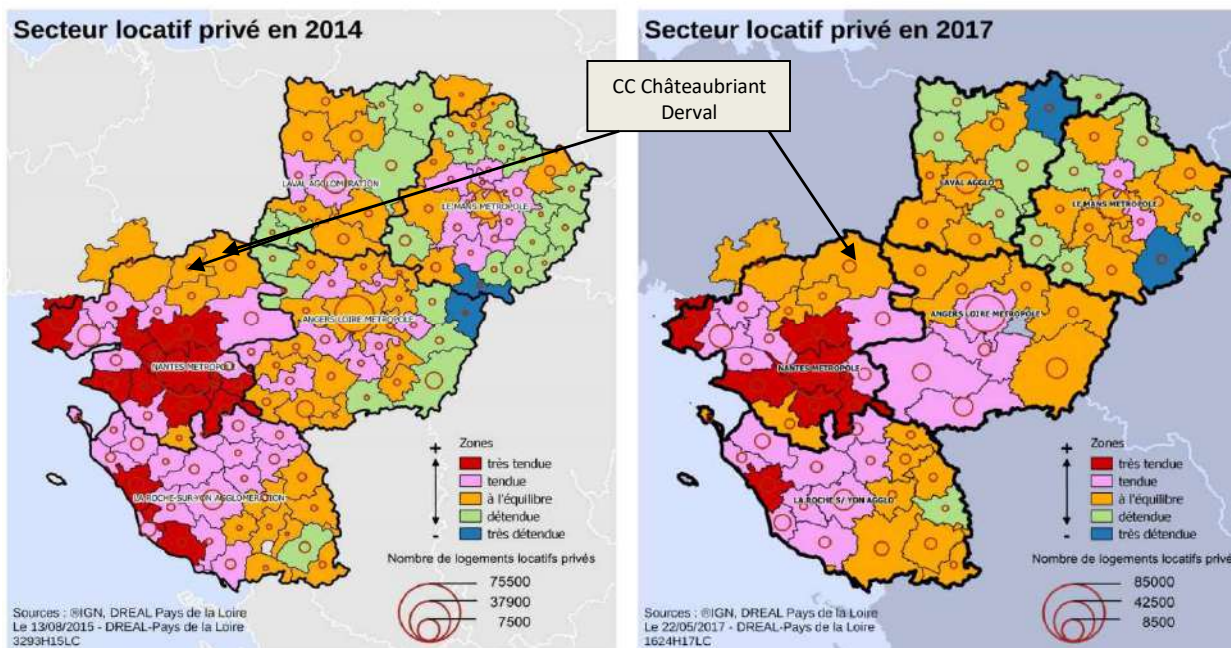 Secteur locatif privé en 2014
LAVAL AGGLOMERATION
LE MANS METROPOLE
ANGERS LOIRE METROPOLE
NANTES METROPOLE
LA ROCHE-SUR-YON AGGLOMERATION
+ Zones
très tendue
tendue
à l'équilibre
détendue
- très détendue
Nombre de logements locatifs privés
75500
37900
7500
Sources : ®IGN, DREAL Pays de la Loire
Le 13/08/2015 - DREAL-Pays de la Loire
3293H15LC
CC Châteaubriant
Derval
Secteur locatif privé en 2017
LAVAL AGGLO
LE MANS METROPOLE
ANGERS LOIRE METROPOLE
NANTES METROPOLE
LA ROCHE S/ YON AGGLO
+ Zones
très tendue
tendue
à l'équilibre
détendue
- très détendue
Nombre de logements locatifs privé
85000
42500
8500
Sources : ®IGN, DREAL Pays de la Loire
Le 22/05/2017 - DREAL-Pays de la Loire
1624H17LC